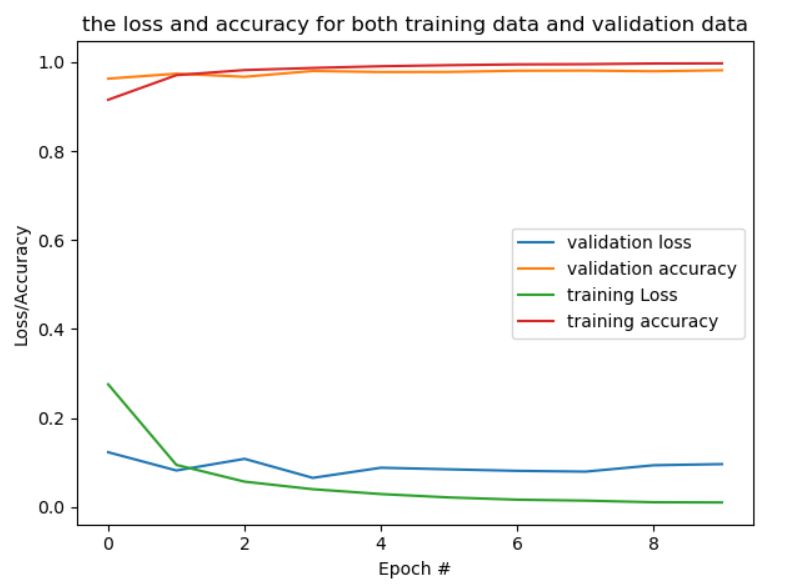 the loss and accuracy for both training data and validation data
1.0
0.8
0.6
0.4
0.2
0.0
Loss/Accuracy
validation loss
validation accuracy
training Loss
training accuracy
0 2 4 6 8
Epoch #